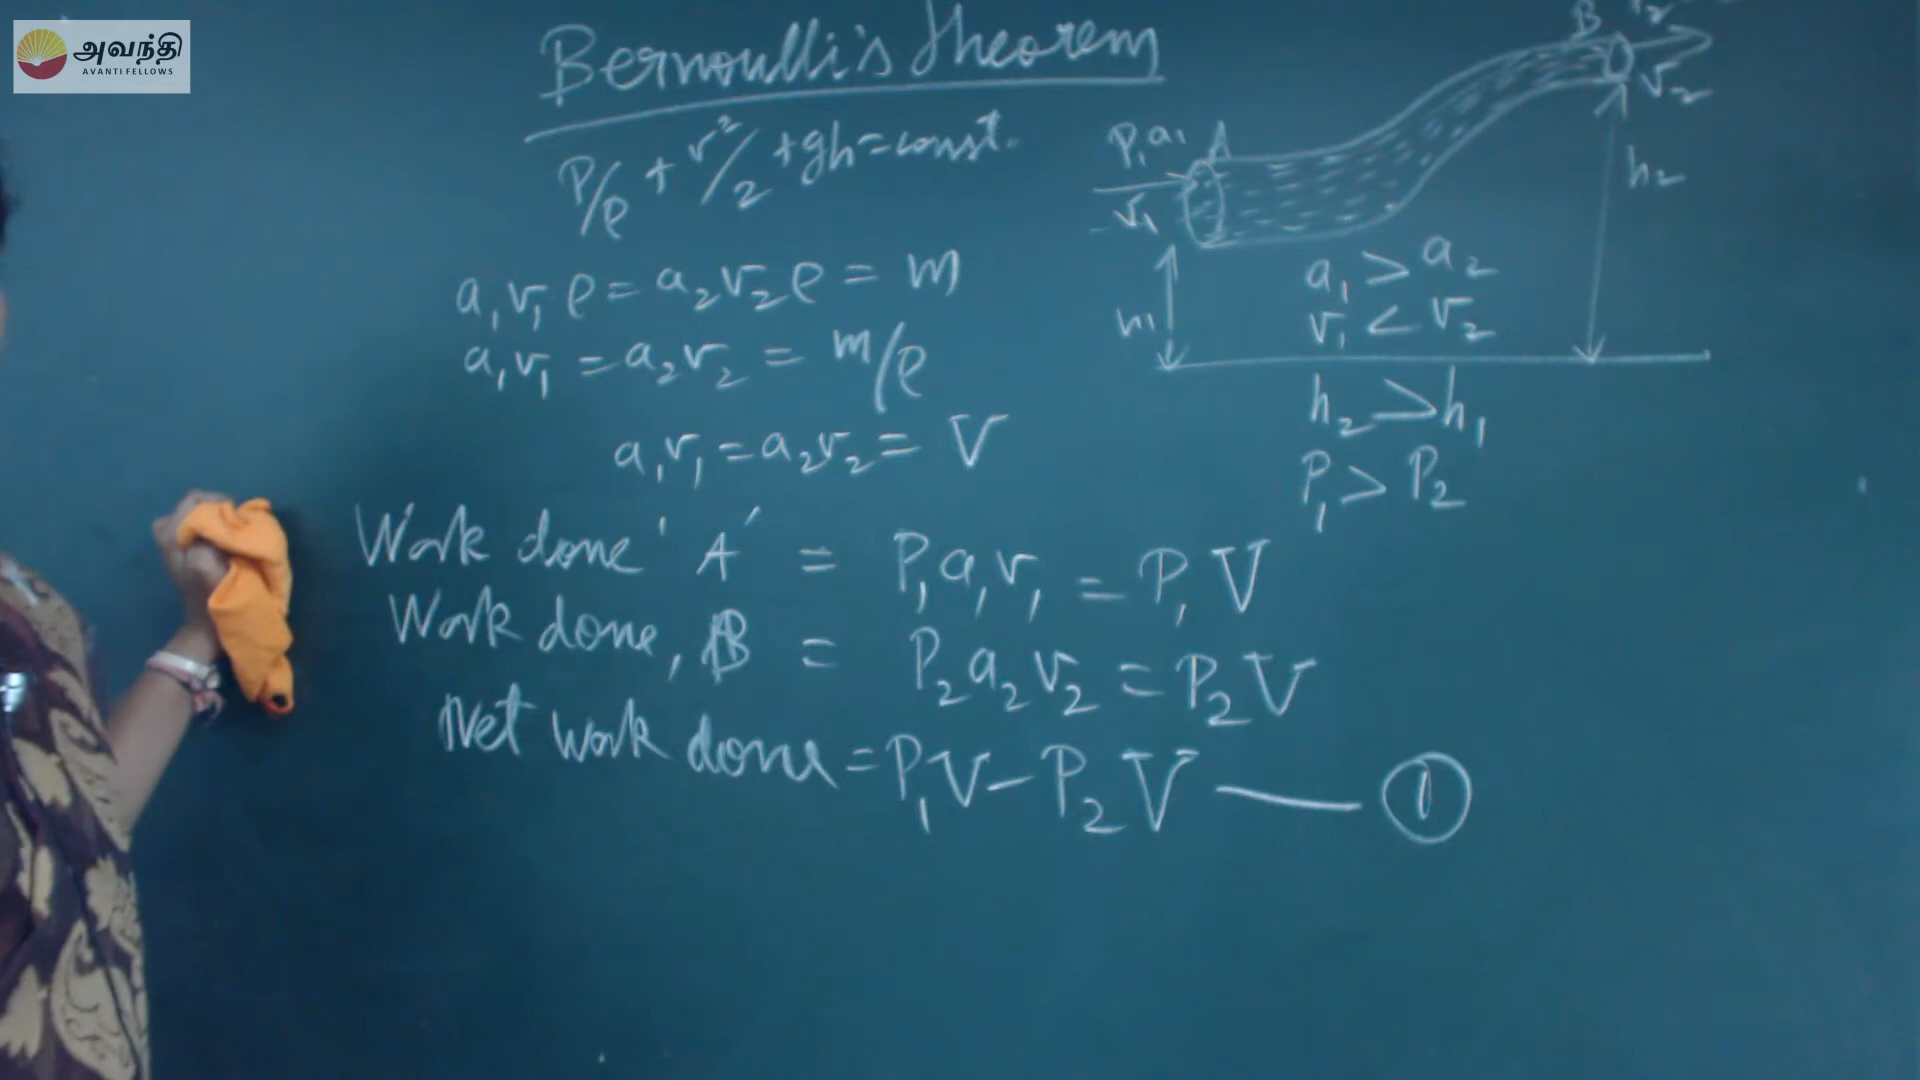 அவந்தி
AVANTI FELLOWS
Bernoulli's theorem
P/ρ + v²/2 + gh = const.
a₁v₁ρ = a₂v₂ρ = m
a₁v₁ = a₂v₂ = m/ρ
a₁v₁ = a₂v₂ = V
Work done 'A' = P₁a₁v₁ = P₁V
Work done, B = P₂a₂v₂ = P₂V
Net work done = P₁V - P₂V — ①
P₁a₁ A
v₁
h₁
B
v₂
h₂
a₁ > a₂
v₁ < v₂
h₂ > h₁
P₁ > P₂